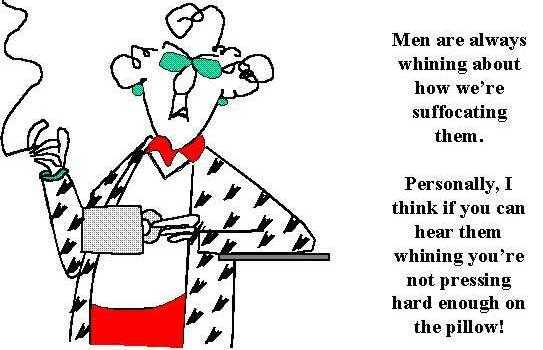 Men are always
whining about
how we're
suffocating
them.
Personally, I
think if you can
hear them
whining you're
not pressing
hard enough on
the pillow!